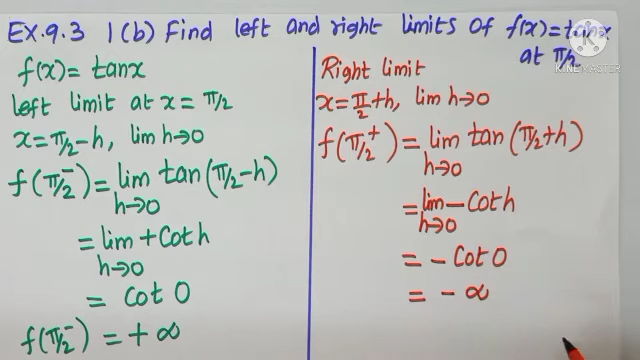 EX.9.3 1(b) Find left and right limits of f(x)=tanx
at π/2
KINEMASTER
f(x) = tanx
left limit at x = π/2
x = π/2-h, lim h→0
f(π/2⁻) = lim tan(π/2-h)
h→0
= lim +Cot h
h→0
= Cot 0
f(π/2⁻) = + ∞
Right limit
x = π/2+h, lim h→0
f(π/2⁺) = lim tan(π/2+h)
h→0
= lim -Cot h
h→0
= - Cot 0
= - ∞